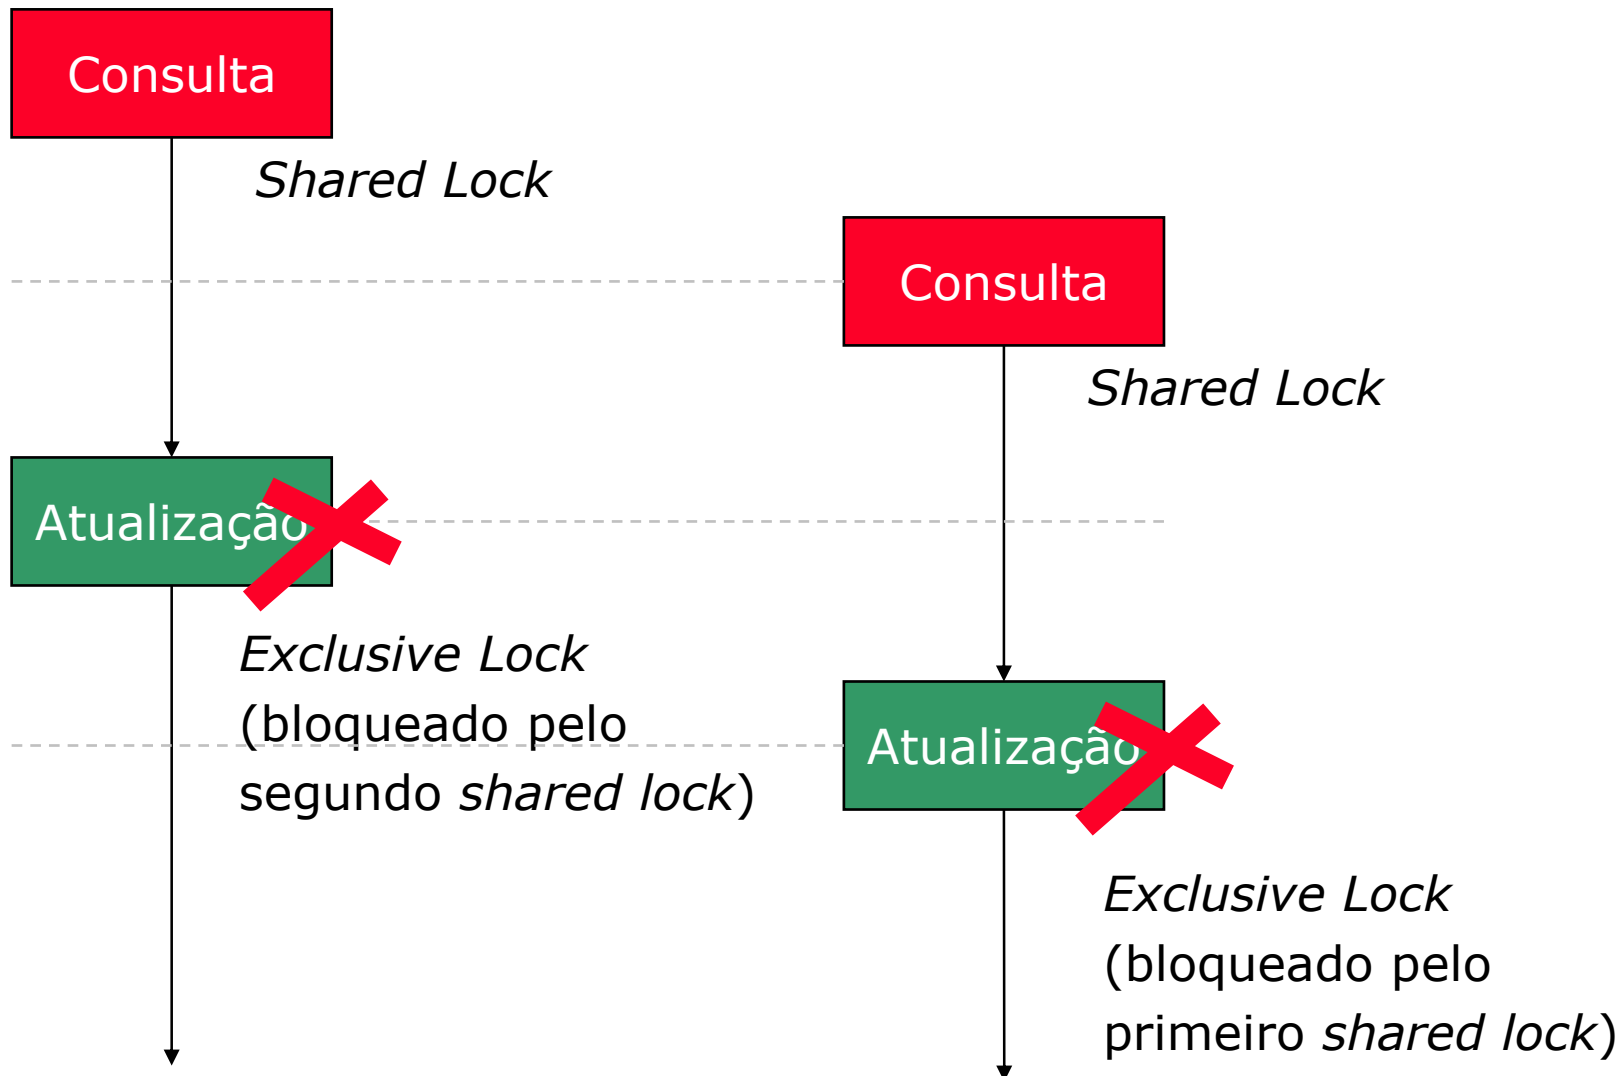 Consulta
Shared Lock
Consulta
Shared Lock
Atualização
Exclusive Lock
(bloqueado pelo
segundo shared lock)
Atualização
Exclusive Lock
(bloqueado pelo
primeiro shared lock)